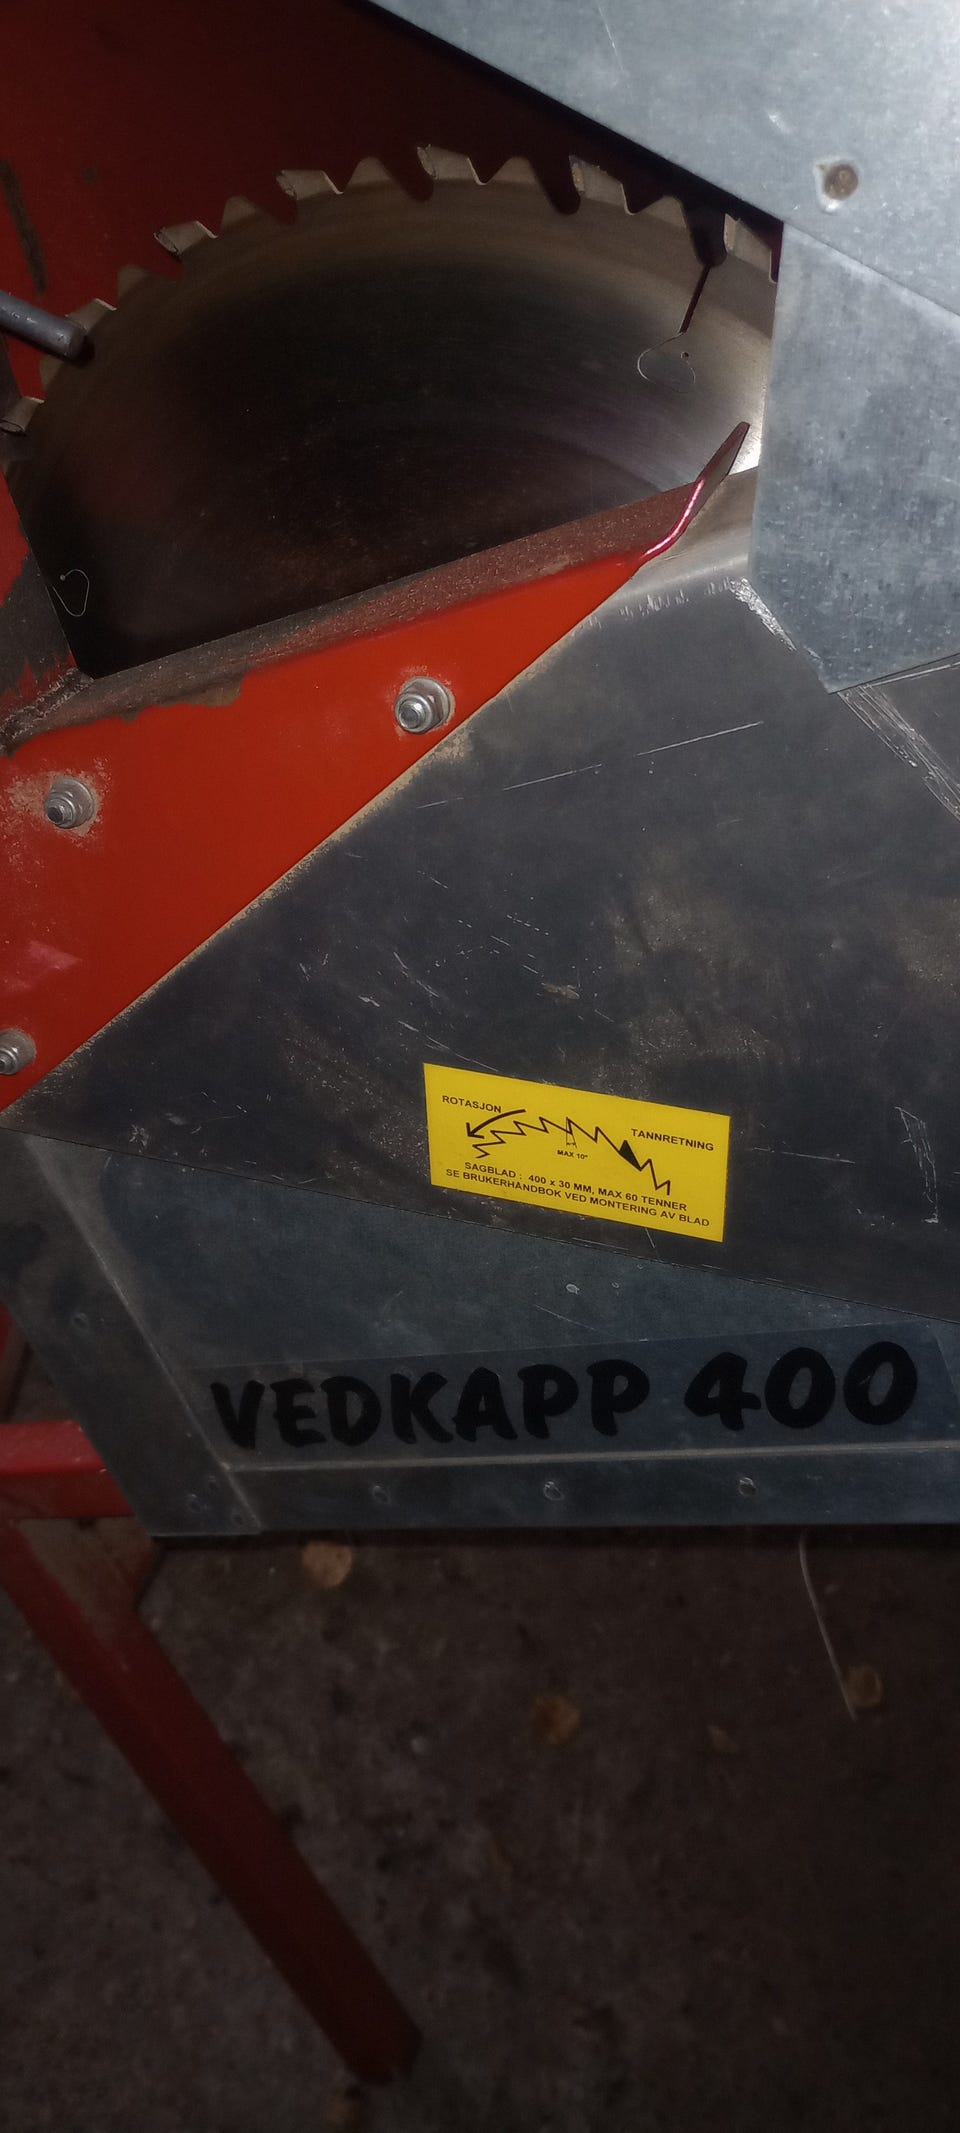 ROTASJON
TANNRETNING
MAX 10°
SAGBLAD : 400 x 30 MM, MAX 60 TENNER
SE BRUKERHÅNDBOK VED MONTERING AV BLAD
VEDKAPP 400